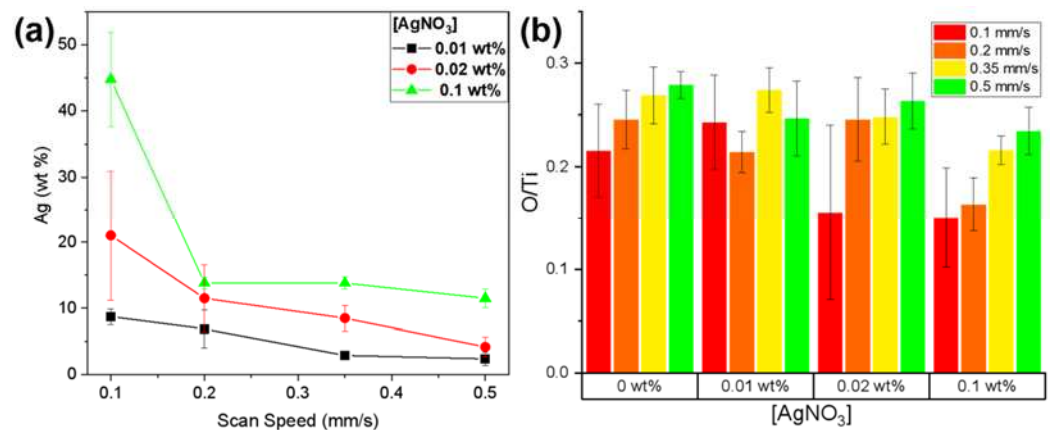 (a)
[AgNO3]
0.01 wt%
0.02 wt%
0.1 wt%
50
40
30
20
10
0
Ag (wt %)
0.1
0.2
0.3
0.4
0.5
Scan Speed (mm/s)
(b)
0.1 mm/s
0.2 mm/s
0.35 mm/s
0.5 mm/s
0.3
0.2
0.1
0.0
O/Ti
0 wt%
0.01 wt%
0.02 wt%
0.1 wt%
[AgNO3]